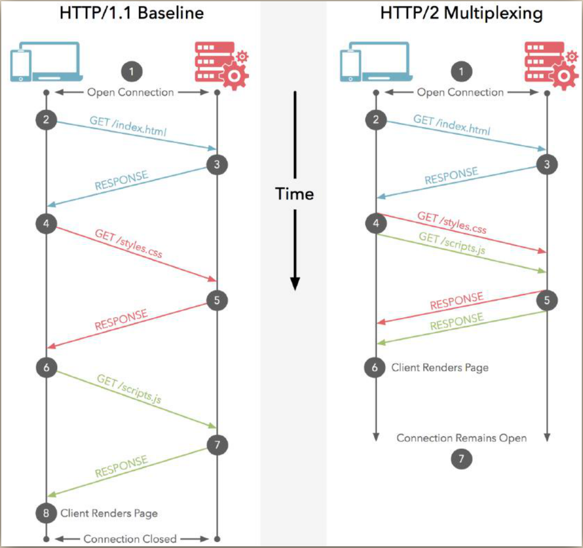 HTTP/1.1 Baseline
1
Open Connection
2
GET /index.html
3
RESPONSE
4
GET /styles.css
5
RESPONSE
6
GET /scripts.js
7
RESPONSE
8
Client Renders Page
Connection Closed
Time
HTTP/2 Multiplexing
1
Open Connection
2
GET /index.html
3
RESPONSE
4
GET /styles.css
GET /scripts.js
5
RESPONSE
RESPONSE
6
Client Renders Page
Connection Remains Open
7